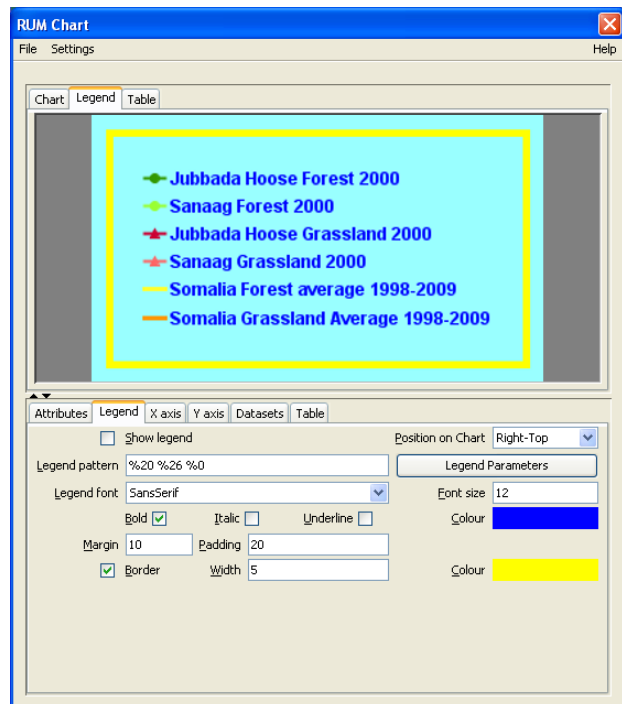 RUM Chart
File Settings Help
Chart Legend Table
Jubbada Hoose Forest 2000
Sanaag Forest 2000
Jubbada Hoose Grassland 2000
Sanaag Grassland 2000
Somalia Forest average 1998-2009
Somalia Grassland Average 1998-2009
Attributes Legend X axis Y axis Datasets Table
Show legend Position on Chart Right-Top
Legend pattern %20 %26 %0 Legend Parameters
Legend font SansSerif Font size 12
Bold Italic Underline Colour
Margin 10 Padding 20
Border Width 5 Colour